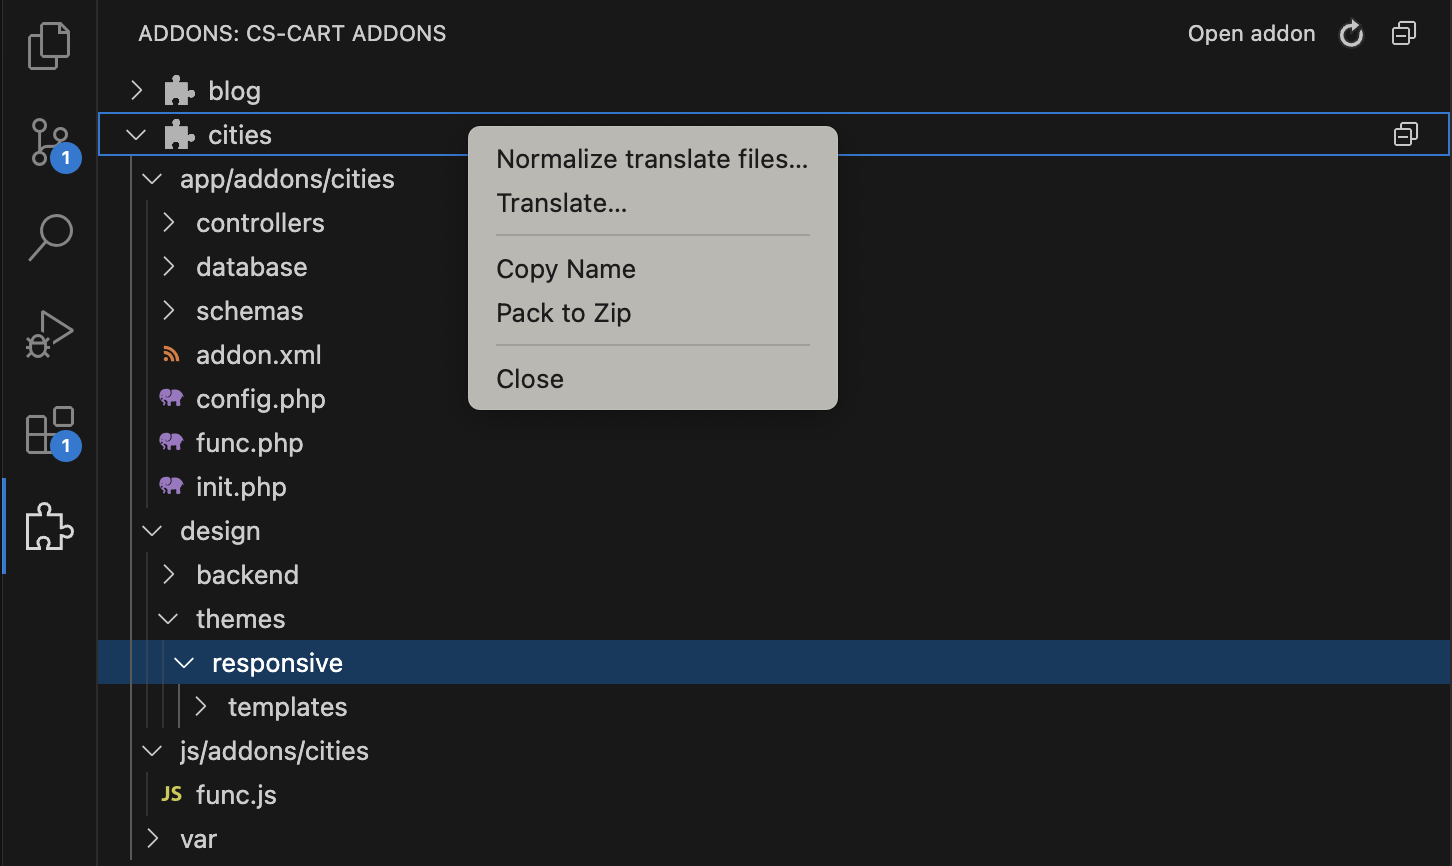 ADDONS: CS-CART ADDONS Open addon
blog
cities
Normalize translate files...
Translate...
Copy Name
Pack to Zip
Close
app/addons/cities
controllers
database
schemas
addon.xml
config.php
func.php
init.php
design
backend
themes
responsive
templates
js/addons/cities
JS func.js
var
1
1